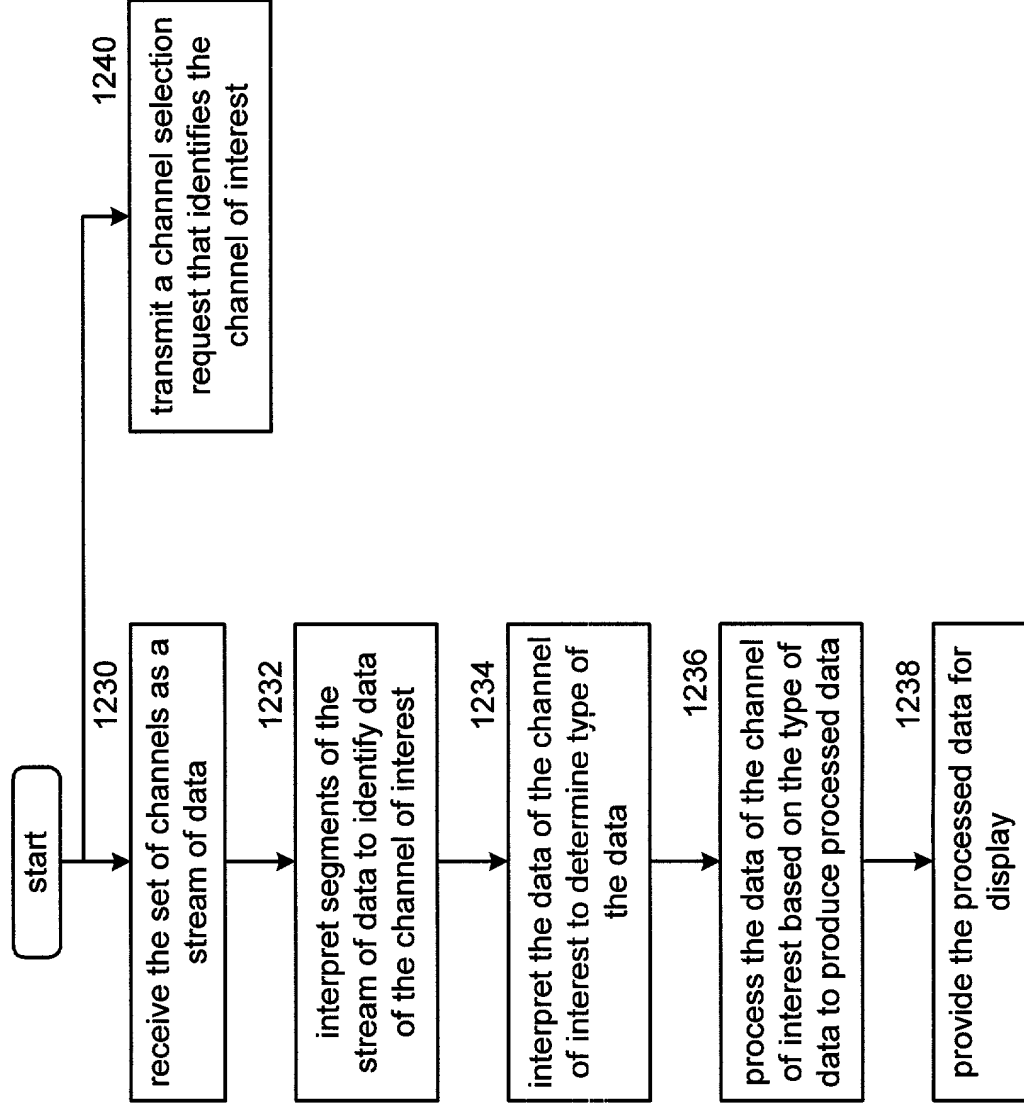 start
1230
receive the set of channels as a
stream of data
1232
interpret segments of the
stream of data to identify data
of the channel of interest
1234
interpret the data of the channel
of interest to determine type of
the data
1236
process the data of the channel
of interest based on the type of
data to produce processed data
1238
provide the processed data for
display
1240
transmit a channel selection
request that identifies the
channel of interest